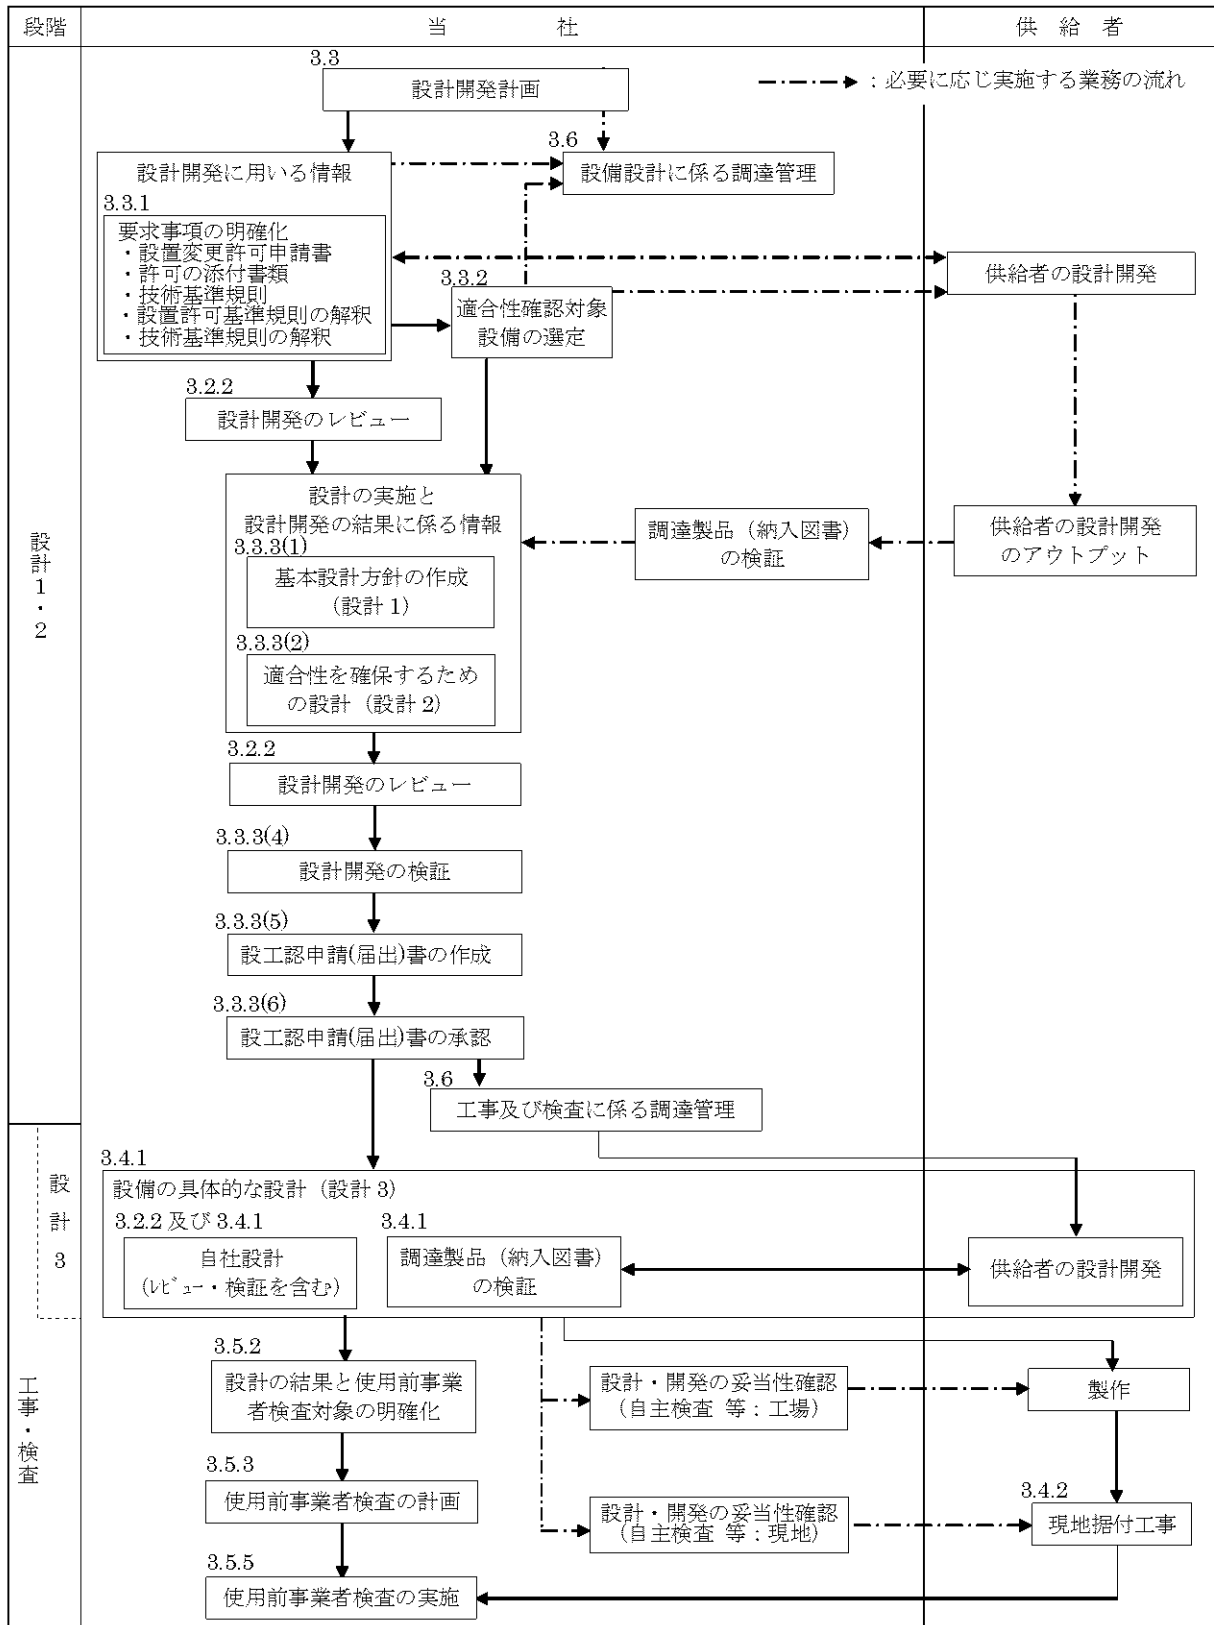 段階
当 社
供 給 者
3.3
設計開発計画
：必要に応じ実施する業務の流れ
3.6
設備設計に係る調達管理
設計開発に用いる情報
3.3.1
要求事項の明確化
・設置変更許可申請書
・許可の添付書類
・技術基準規則
・設置許可基準規則の解釈
・技術基準規則の解釈
3.3.2
適合性確認対象
設備の選定
供給者の設計開発
3.2.2
設計開発のレビュー
設計の実施と
設計開発の結果に係る情報
3.3.3(1)
基本設計方針の作成
(設計 1)
3.3.3(2)
適合性を確保するため
の設計 (設計 2)
調達製品（納入図書）
の検証
供給者の設計開発
のアウトプット
設計1・2
3.2.2
設計開発のレビュー
3.3.3(4)
設計開発の検証
3.3.3(5)
設工認申請(届出)書の作成
3.3.3(6)
設工認申請(届出)書の承認
3.6
工事及び検査に係る調達管理
設計3
3.4.1
設備の具体的な設計 (設計 3)
3.2.2 及び 3.4.1
自社設計
(ﾚﾋﾞｭｰ・検証を含む)
3.4.1
調達製品（納入図書）
の検証
供給者の設計開発
工事・検査
3.5.2
設計の結果と使用前事業
者検査対象の明確化
設計・開発の妥当性確認
(自主検査 等：工場)
製作
3.5.3
使用前事業者検査の計画
設計・開発の妥当性確認
(自主検査 等：現地)
3.4.2
現地据付工事
3.5.5
使用前事業者検査の実施